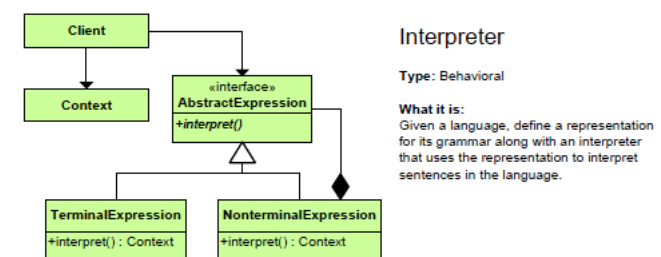 Client
Context
«interface»
AbstractExpression
+interpret()
TerminalExpression
+interpret() : Context
NonterminalExpression
+interpret() : Context
Interpreter
Type: Behavioral
What it is:
Given a language, define a representation
for its grammar along with an interpreter
that uses the representation to interpret
sentences in the language.